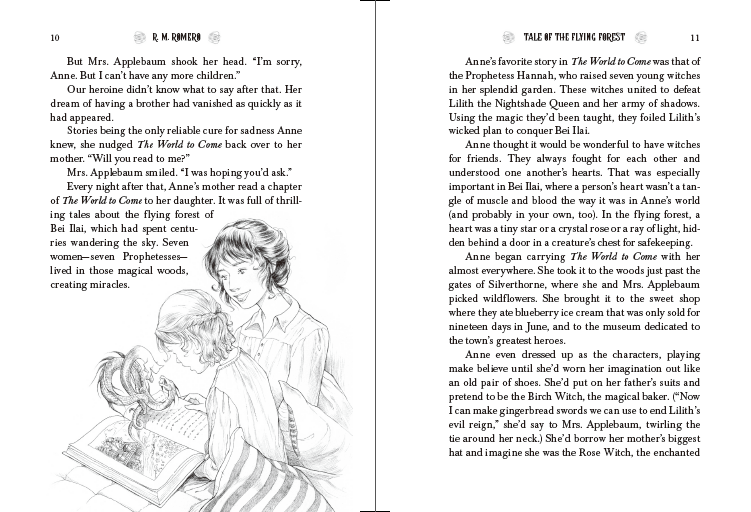 10
R. M. ROMERO
But Mrs. Applebaum shook her head. “I’m sorry,
Anne. But I can’t have any more children.”
Our heroine didn’t know what to say after that. Her
dream of having a brother had vanished as quickly as it
had appeared.
Stories being the only reliable cure for sadness Anne
knew, she nudged The World to Come back over to her
mother. “Will you read to me?”
Mrs. Applebaum smiled. “I was hoping you’d ask.”
Every night after that, Anne’s mother read a chapter
of The World to Come to her daughter. It was full of thrill-
ing tales about the flying forest of
Bei Ilai, which had spent centu-
ries wandering the sky. Seven
women—seven Prophetesses—
lived in those magical woods,
creating miracles.
TALE OF THE FLYING FOREST
11
Anne’s favorite story in The World to Come was that of
the Prophetess Hannah, who raised seven young witches
in her splendid garden. These witches united to defeat
Lilith the Nightshade Queen and her army of shadows.
Using the magic they’d been taught, they foiled Lilith’s
wicked plan to conquer Bei Ilai.
Anne thought it would be wonderful to have witches
for friends. They always fought for each other and
understood one another’s hearts. That was especially
important in Bei Ilai, where a person’s heart wasn’t a tan-
gle of muscle and blood the way it was in Anne’s world
(and probably in your own, too). In the flying forest, a
heart was a tiny star or a crystal rose or a ray of light, hid-
den behind a door in a creature’s chest for safekeeping.
Anne began carrying The World to Come with her
almost everywhere. She took it to the woods just past the
gates of Silverthorne, where she and Mrs. Applebaum
picked wildflowers. She brought it to the sweet shop
where they ate blueberry ice cream that was only sold for
nineteen days in June, and to the museum dedicated to
the town’s greatest heroes.
Anne even dressed up as the characters, playing
make believe until she’d worn her imagination out like
an old pair of shoes. She’d put on her father’s suits and
pretend to be the Birch Witch, the magical baker. (“Now
I can make gingerbread swords we can use to end Lilith’s
evil reign,” she’d say to Mrs. Applebaum, twirling the
tie around her neck.) She’d borrow her mother’s biggest
hat and imagine she was the Rose Witch, the enchanted